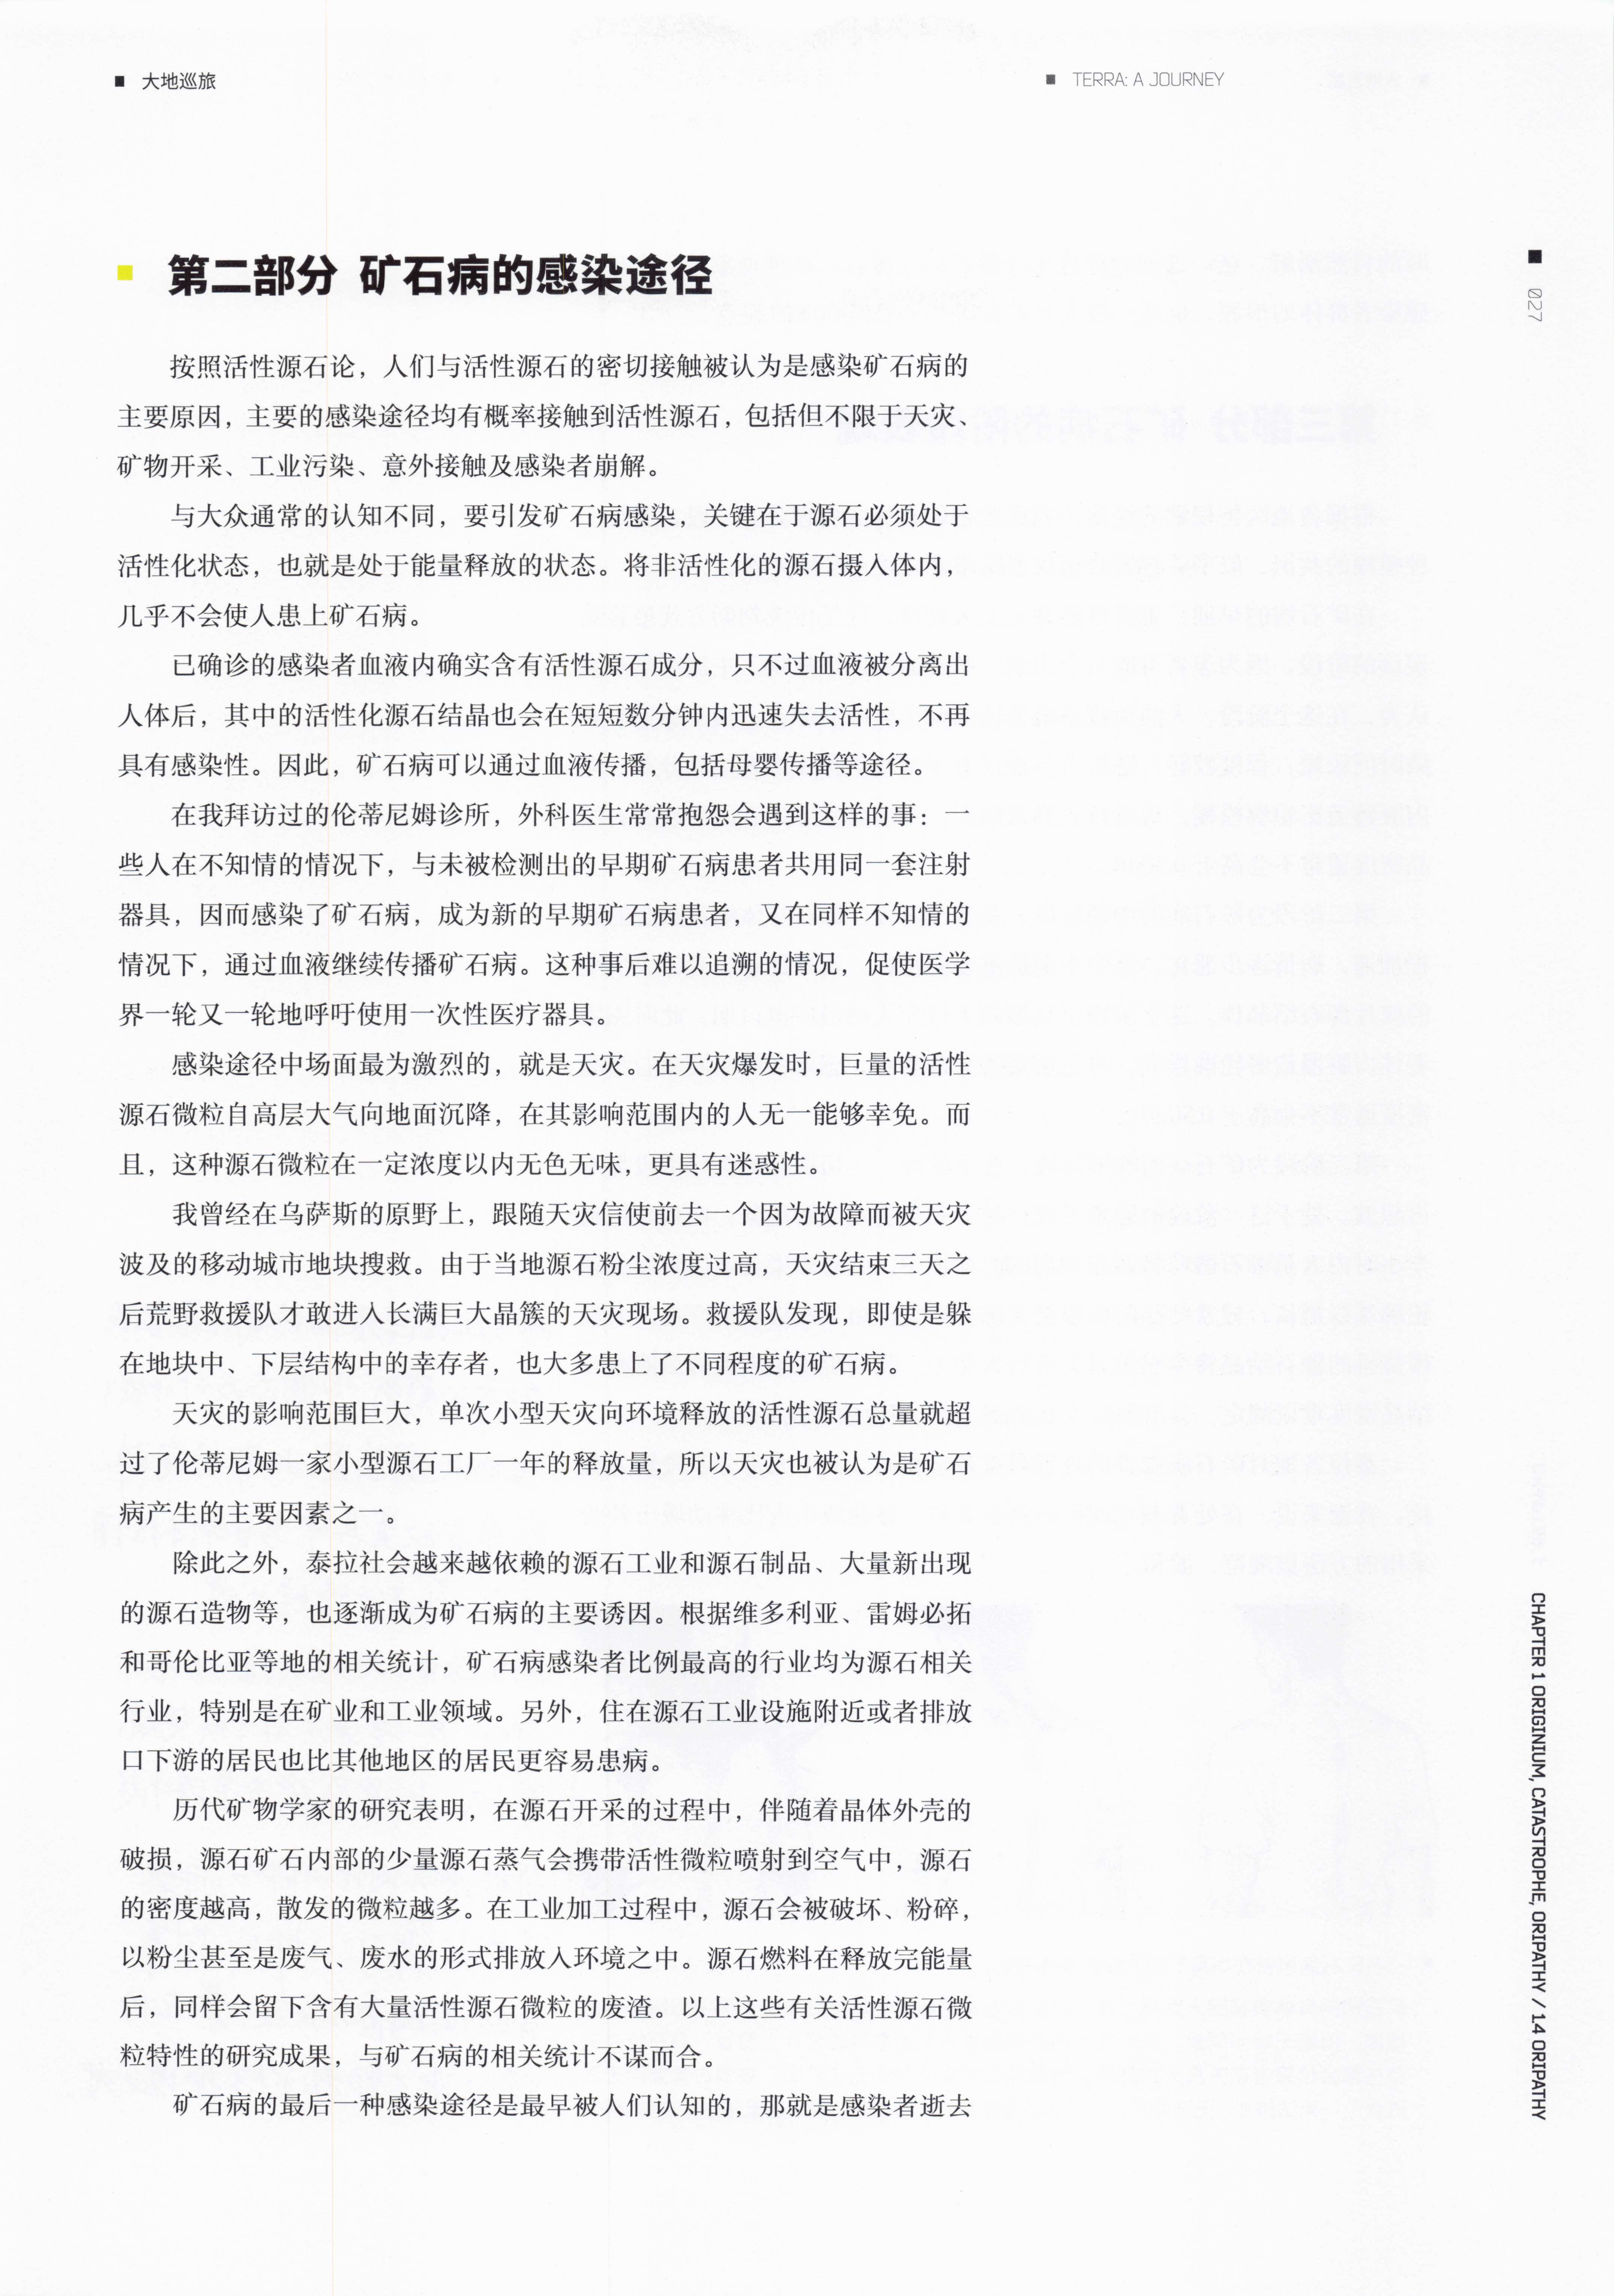 大地巡旅
TERRA: A JOURNEY
027
第二部分 矿石病的感染途径
按照活性源石论，人们与活性源石的密切接触被认为是感染矿石病的
主要原因，主要的感染途径均有概率接触到活性源石，包括但不限于天灾、
矿物开采、工业污染、意外接触及感染者崩解。
与大众通常的认知不同，要引发矿石病感染，关键在于源石必须处于
活性化状态，也就是处于能量释放的状态。将非活性化的源石摄入体内，
几乎不会使人患上矿石病。
已确诊的感染者血液内确实含有活性源石成分，只不过血液被分离出
人体后，其中的活性化源石结晶也会在短短数分钟内迅速失去活性，不再
具有感染性。因此，矿石病可以通过血液传播，包括母婴传播等途径。
在我拜访过的伦蒂尼姆诊所，外科医生常常抱怨会遇到这样的事：一
些人在不知情的情况下，与未被检测出的早期矿石病患者共用同一套注射
器具，因而感染了矿石病，成为新的早期矿石病患者，又在同样不知情的
情况下，通过血液继续传播矿石病。这种事后难以追溯的情况，促使医学
界一轮又一轮地呼吁使用一次性医疗器具。
感染途径中场面最为激烈的，就是天灾。在天灾爆发时，巨量的活性
源石微粒自高层大气向地面沉降，在其影响范围内的人无一能够幸免。而
且，这种源石微粒在一定浓度以内无色无味，更具有迷惑性。
我曾经在乌萨斯的原野上，跟随天灾信使前去一个因为故障而被天灾
波及的移动城市地块搜救。由于当地源石粉尘浓度过高，天灾结束三天之
后荒野救援队才敢进入长满巨大晶簇的天灾现场。救援队发现，即使是躲
在地块中、下层结构中的幸存者，也大多患上了不同程度的矿石病。
天灾的影响范围巨大，单次小型天灾向环境释放的活性源石总量就超
过了伦蒂尼姆一家小型源石工厂一年的释放量，所以天灾也被认为是矿石
病产生的主要因素之一。
除此之外，泰拉社会越来越依赖的源石工业和源石制品、大量新出现
的源石造物等，也逐渐成为矿石病的主要诱因。根据维多利亚、雷姆必拓
和哥伦比亚等地的相关统计，矿石病感染者比例最高的行业均为源石相关
行业，特别是在矿业和工业领域。另外，住在源石工业设施附近或者排放
口下游的居民也比其他地区的居民更容易患病。
历代矿物学家的研究表明，在源石开采的过程中，伴随着晶体外壳的
破损，源石矿石内部的少量源石蒸气会携带活性微粒喷射到空气中，源石
的密度越高，散发的微粒越多。在工业加工过程中，源石会被破坏、粉碎，
以粉尘甚至是废气、废水的形式排放入环境之中。源石燃料在释放完能量
后，同样会留下含有大量活性源石微粒的废渣。以上这些有关活性源石微
粒特性的研究成果，与矿石病的相关统计不谋而合。
矿石病的最后一种感染途径是最早被人们认知的，那就是感染者逝去
CHAPTER 1 ORIGINIUM, CATASTROPHE, ORIPATHY / 1.4 ORIPATHY